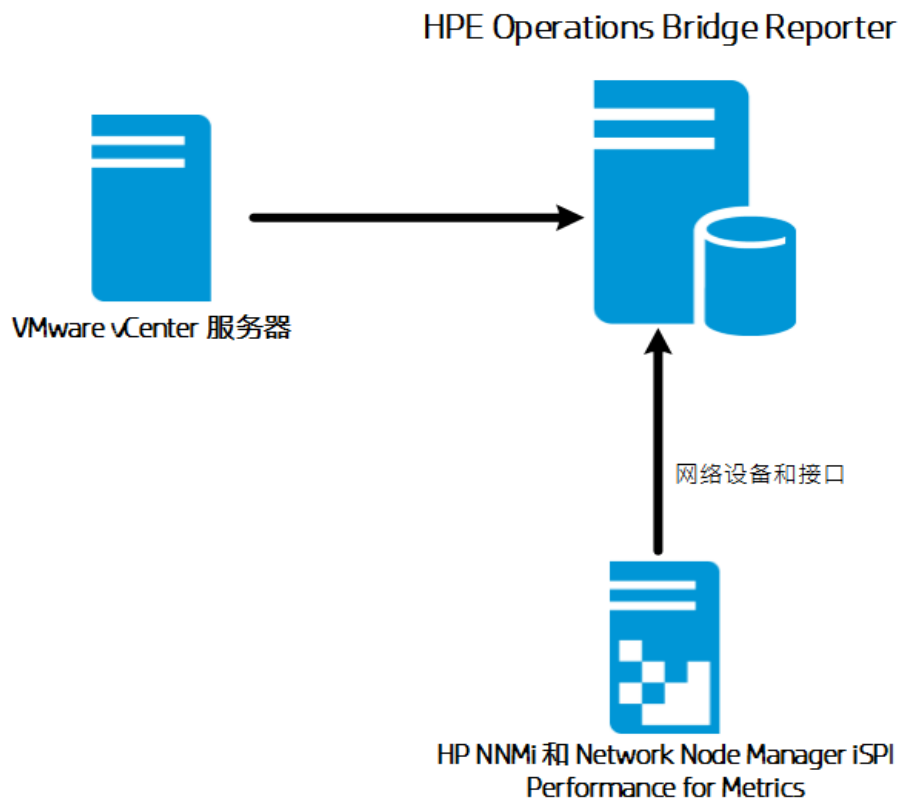 HPE Operations Bridge Reporter
VMware vCenter 服务器
网络设备和接口
HP NNMi 和 Network Node Manager iSPI
Performance for Metrics